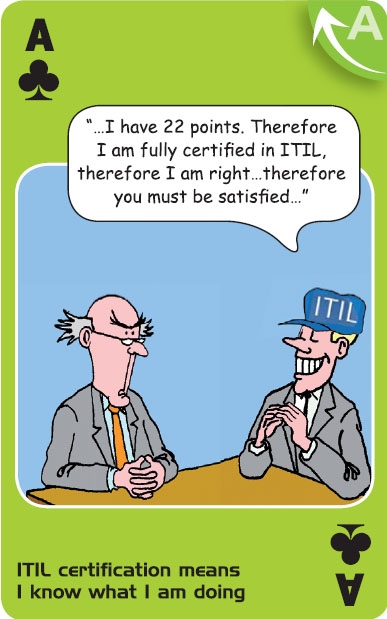 A
A
“...I have 22 points. Therefore
I am fully certified in ITIL,
therefore I am right...therefore
you must be satisfied...”
ITIL
ITIL certification means
I know what I am doing
A